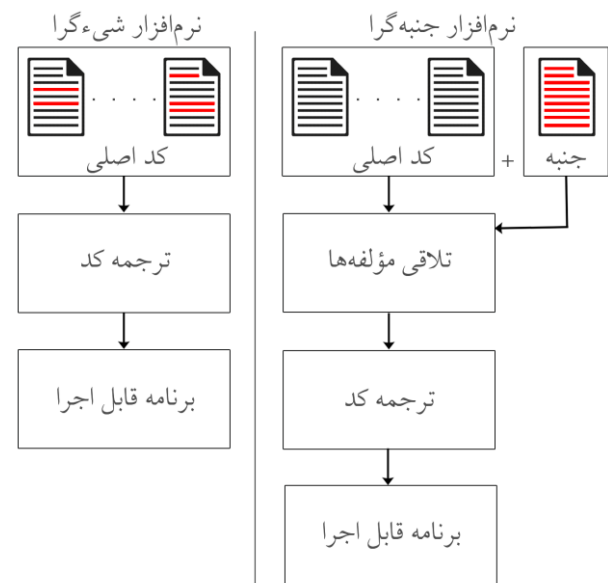 نرم‌افزار جنبه‌گرا
جنبه
+
کد اصلی
. . . .
تلاقی مؤلفه‌ها
ترجمه کد
برنامه قابل اجرا
نرم‌افزار شیءگرا
. . . .
کد اصلی
ترجمه کد
برنامه قابل اجرا